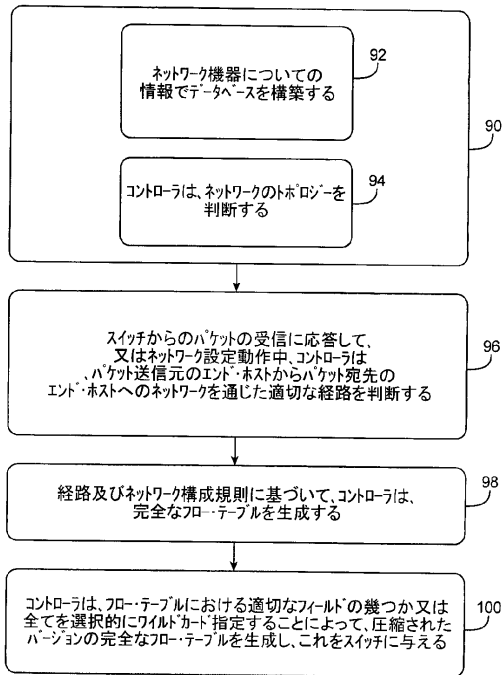 ネットワーク機器についての
情報でデータベースを構築する
92
コントローラは、ネットワークのトポロジーを
判断する
94
90
スイッチからのパケットの受信に応答して、
又はネットワーク設定動作中、コントローラは
、パケット送信元のエンド・ホストからパケット宛先の
エンド・ホストへのネットワークを通じた適切な経路を判断する
96
経路及びネットワーク構成規則に基づいて、コントローラは、
完全なフロー・テーブルを生成する
98
コントローラは、フロー・テーブルにおける適切なフィールドの幾つか又は
全てを選択的にワイルドカード指定することによって、圧縮された
バージョンの完全なフロー・テーブルを生成し、これをスイッチに与える
100